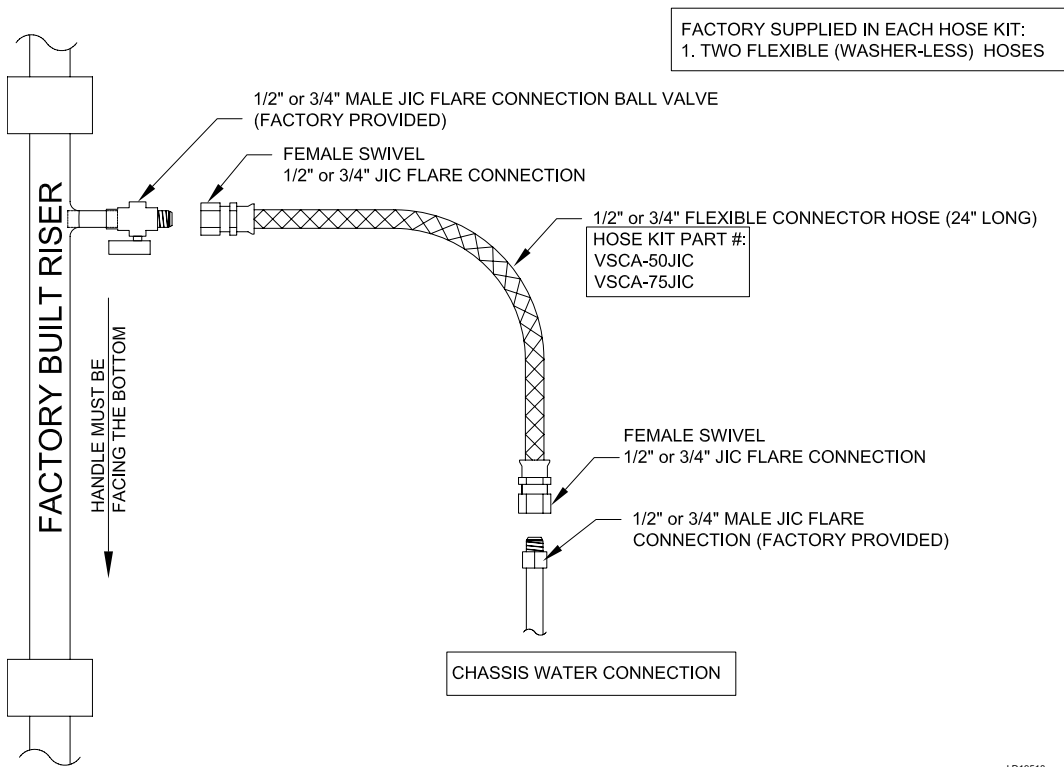 FACTORY SUPPLIED IN EACH HOSE KIT:
1. TWO FLEXIBLE (WASHER-LESS) HOSES
1/2" or 3/4" MALE JIC FLARE CONNECTION BALL VALVE
(FACTORY PROVIDED)
FEMALE SWIVEL
1/2" or 3/4" JIC FLARE CONNECTION
1/2" or 3/4" FLEXIBLE CONNECTOR HOSE (24" LONG)
HOSE KIT PART #:
VSCA-50JIC
VSCA-75JIC
FACTORY BUILT RISER
HANDLE MUST BE
FACING THE BOTTOM
FEMALE SWIVEL
1/2" or 3/4" JIC FLARE CONNECTION
1/2" or 3/4" MALE JIC FLARE
CONNECTION (FACTORY PROVIDED)
CHASSIS WATER CONNECTION